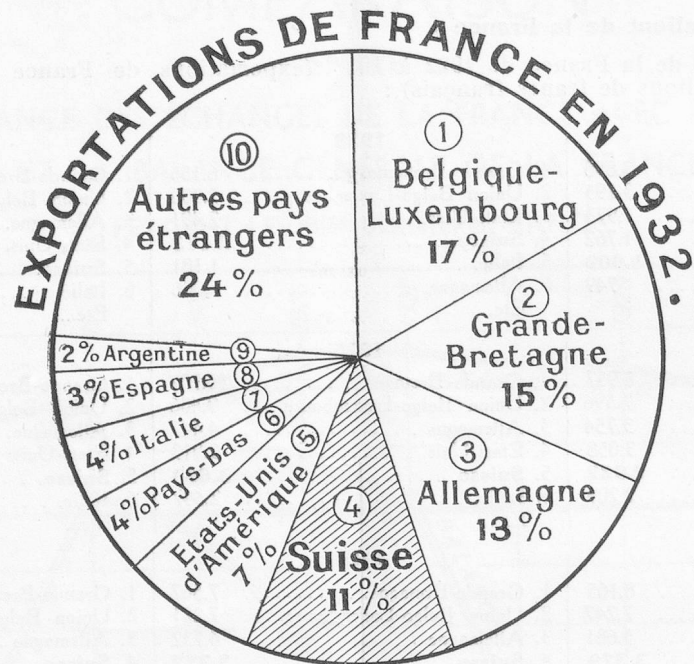 EXPORTATIONS DE FRANCE EN 1932.
1
Belgique-
Luxembourg
17 %
2
Grande-
Bretagne
15 %
3
Allemagne
13 %
4
Suisse
11 %
5
Etats-Unis
d'Amérique
7 %
6
4% Pays-Bas
7
4% Italie
8
3% Espagne
9
2% Argentine
10
Autres pays
étrangers
24 %